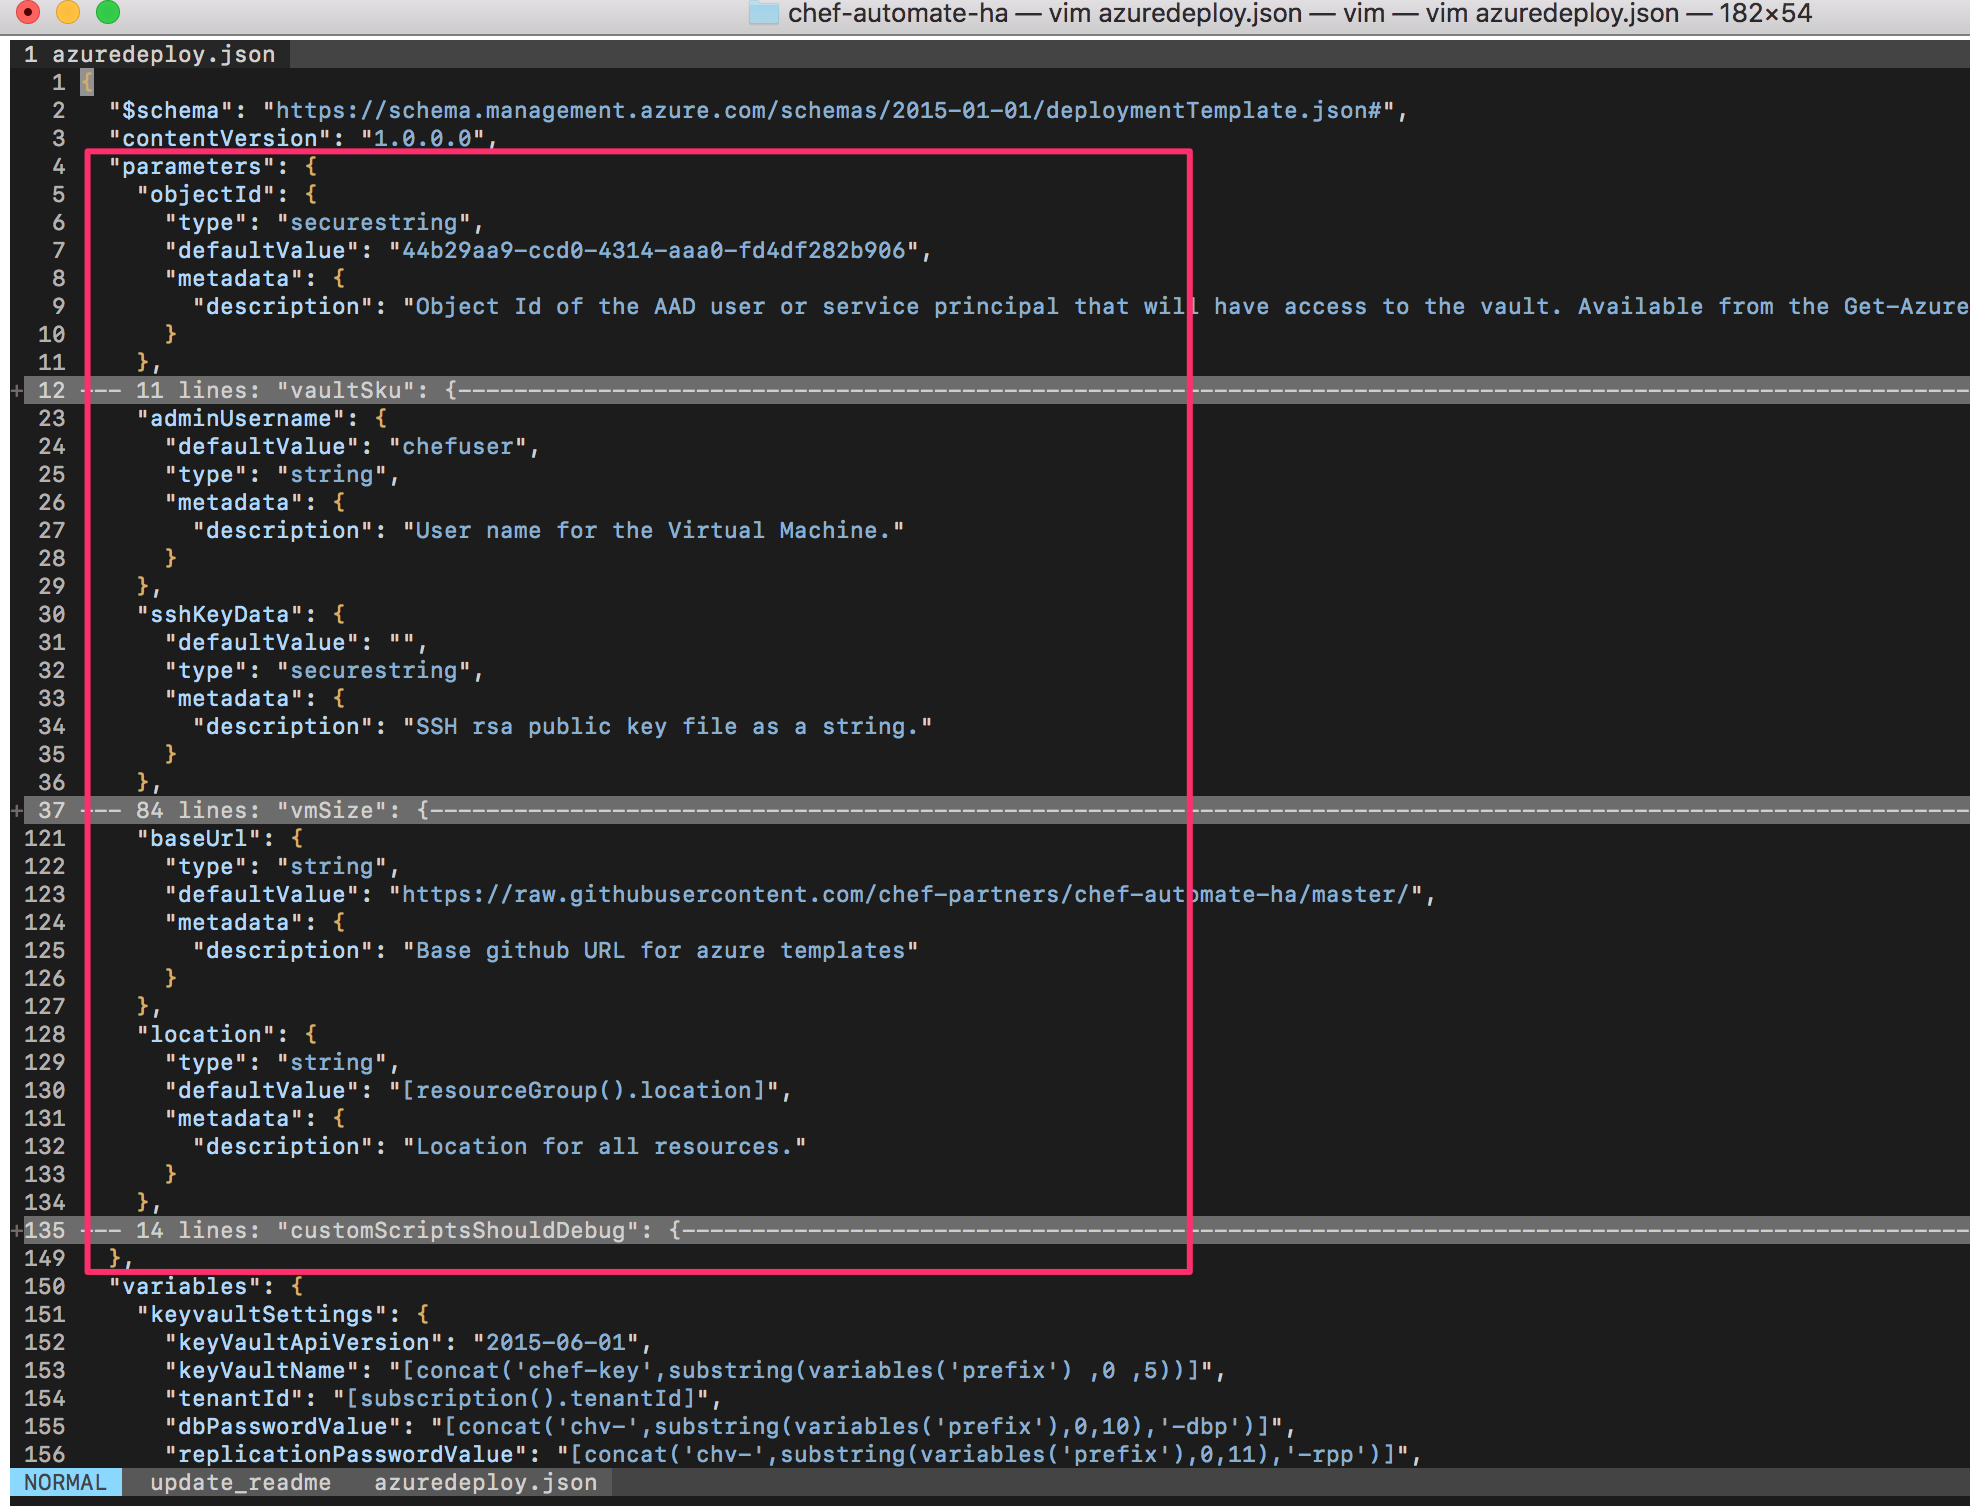 chef-automate-ha — vim azuredeploy.json — vim — vim azuredeploy.json — 182×54
1 azuredeploy.json
1 {
2   "$schema": "https://schema.management.azure.com/schemas/2015-01-01/deploymentTemplate.json#",
3   "contentVersion": "1.0.0.0",
4   "parameters": {
5     "objectId": {
6       "type": "securestring",
7       "defaultValue": "44b29aa9-ccd0-4314-aaa0-fd4df282b906",
8       "metadata": {
9         "description": "Object Id of the AAD user or service principal that will have access to the vault. Available from the Get-Azure
10       }
11     },
+ 12 +--- 11 lines: "vaultSku": {---
23     "adminUsername": {
24       "defaultValue": "chefuser",
25       "type": "string",
26       "metadata": {
27         "description": "User name for the Virtual Machine."
28       }
29     },
30     "sshKeyData": {
31       "defaultValue": "",
32       "type": "securestring",
33       "metadata": {
34         "description": "SSH rsa public key file as a string."
35       }
36     },
+ 37 +--- 84 lines: "vmSize": {---
121     "baseUrl": {
122       "type": "string",
123       "defaultValue": "https://raw.githubusercontent.com/chef-partners/chef-automate-ha/master/",
124       "metadata": {
125         "description": "Base github URL for azure templates"
126       }
127     },
128     "location": {
129       "type": "string",
130       "defaultValue": "[resourceGroup().location]",
131       "metadata": {
132         "description": "Location for all resources."
133       }
134     },
+135 +--- 14 lines: "customScriptsShouldDebug": {---
149   },
150   "variables": {
151     "keyvaultSettings": {
152       "keyVaultApiVersion": "2015-06-01",
153       "keyVaultName": "[concat('chef-key',substring(variables('prefix') ,0 ,5))]",
154       "tenantId": "[subscription().tenantId]",
155       "dbPasswordValue": "[concat('chv-',substring(variables('prefix'),0,10),'-dbp')]",
156       "replicationPasswordValue": "[concat('chv-',substring(variables('prefix'),0,11),'-rpp')]",
NORMAL update_readme azuredeploy.json